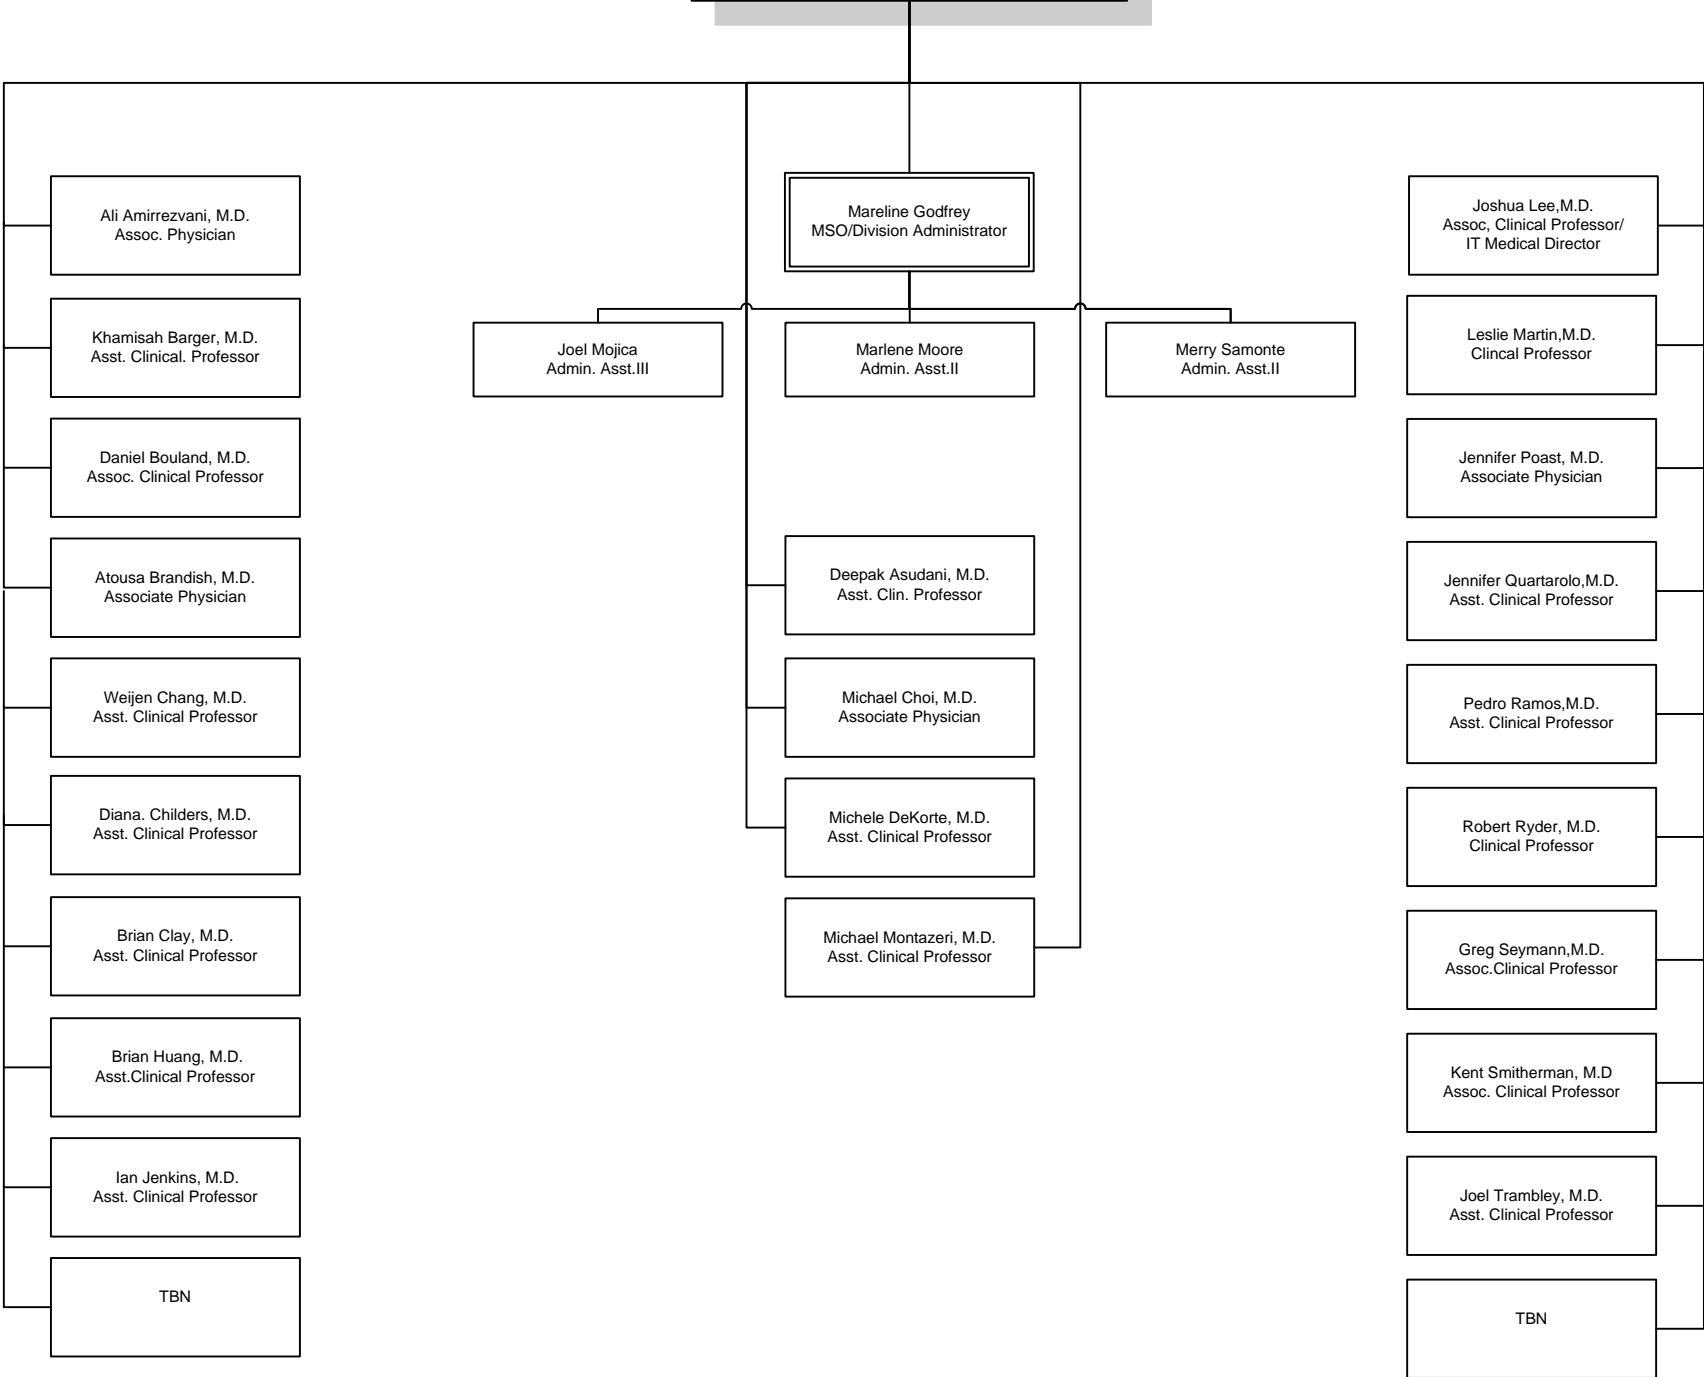 Ali Amirrezvani, M.D.
Assoc. Physician
Khamisah Barger, M.D.
Asst. Clinical. Professor
Daniel Bouland, M.D.
Assoc. Clinical Professor
Atousa Brandish, M.D.
Associate Physician
Weijen Chang, M.D.
Asst. Clinical Professor
Diana. Childers, M.D.
Asst. Clinical Professor
Brian Clay, M.D.
Asst. Clinical Professor
Brian Huang, M.D.
Asst.Clinical Professor
Ian Jenkins, M.D.
Asst. Clinical Professor
TBN
Mareline Godfrey
MSO/Division Administrator
Joel Mojica
Admin. Asst.III
Marlene Moore
Admin. Asst.II
Merry Samonte
Admin. Asst.II
Deepak Asudani, M.D.
Asst. Clin. Professor
Michael Choi, M.D.
Associate Physician
Michele DeKorte, M.D.
Asst. Clinical Professor
Michael Montazeri, M.D.
Asst. Clinical Professor
Joshua Lee,M.D.
Assoc, Clinical Professor/
IT Medical Director
Leslie Martin,M.D.
Clincal Professor
Jennifer Poast, M.D.
Associate Physician
Jennifer Quartarolo,M.D.
Asst. Clinical Professor
Pedro Ramos,M.D.
Asst. Clinical Professor
Robert Ryder, M.D.
Clinical Professor
Greg Seymann,M.D.
Assoc.Clinical Professor
Kent Smitherman, M.D
Assoc. Clinical Professor
Joel Trambley, M.D.
Asst. Clinical Professor
TBN